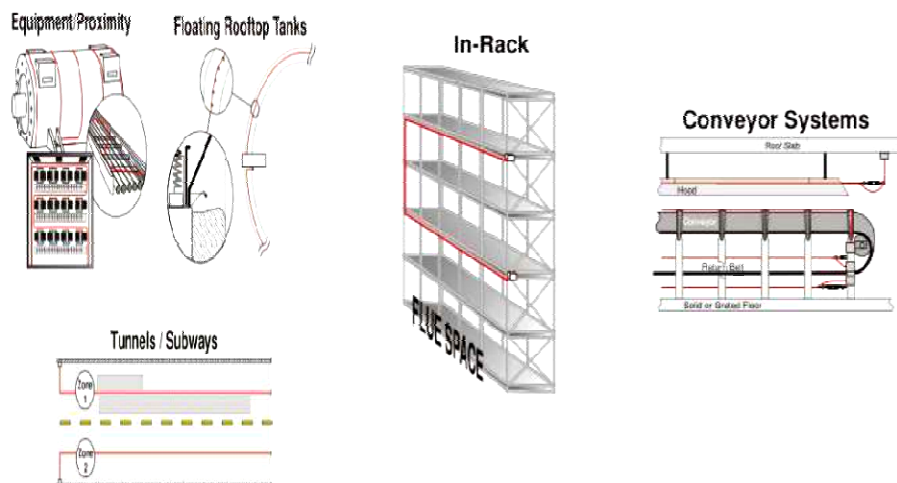 Equipment/Proximity
Floating Rooftop Tanks
In-Rack
FLUE SPACE
Conveyor Systems
Roof Slab
Hood
Conveyor
Return Belt
Solid or Grated Floor
Tunnels / Subways
Zone
1
Zone
2